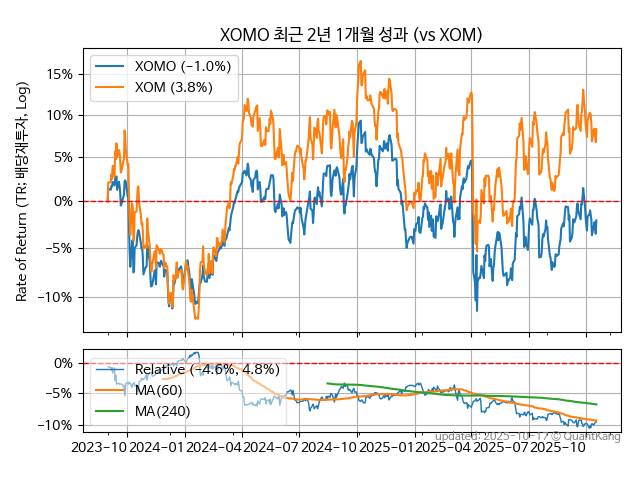 XOMO 최근 2년 1개월 성과 (vs XOM)
XOMO (−1.0%)
XOM (3.8%)
15%
10%
5%
0%
−5%
−10%
Rate of Return (TR: 배당재투자, Log)
Relative (−4.6%, 4.8%)
MA(60)
MA(240)
0%
−5%
−10%
2023-10 2024-01 2024-04 2024-07 2024-10 2025-01 2025-04 2025-07 2025-10
updated: 2025-10-17 © QuantKang